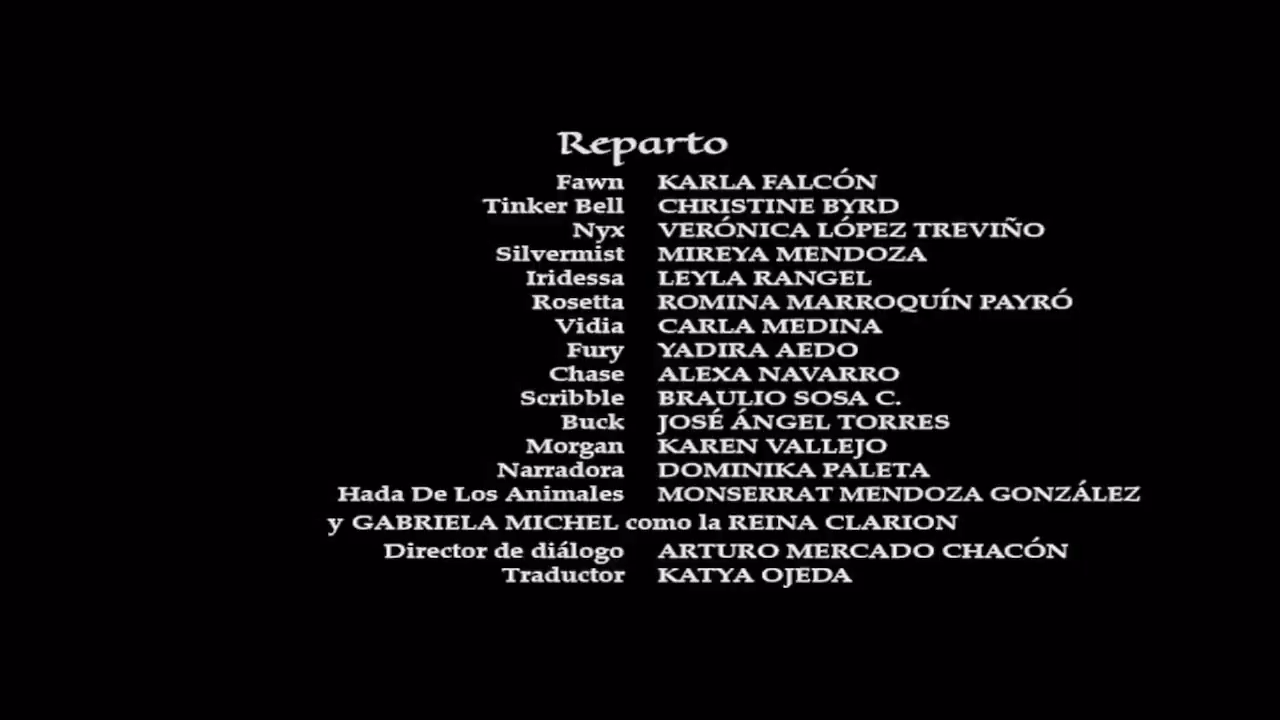 Reparto
Fawn KARLA FALCÓN
Tinker Bell CHRISTINE BYRD
Nyx VERÓNICA LÓPEZ TREVIÑO
Silvermist MIREYA MENDOZA
Iridessa LEYLA RANGEL
Rosetta ROMINA MARROQUÍN PAYRÓ
Vidia CARLA MEDINA
Fury YADIRA AEDO
Chase ALEXA NAVARRO
Scribble BRAULIO SOSA C.
Buck JOSÉ ÁNGEL TORRES
Morgan KAREN VALLEJO
Narradora DOMINIKA PALETA
Hada De Los Animales MONSERRAT MENDOZA GONZÁLEZ
y GABRIELA MICHEL como la REINA CLARION
Director de diálogo ARTURO MERCADO CHACÓN
Traductor KATYA OJEDA